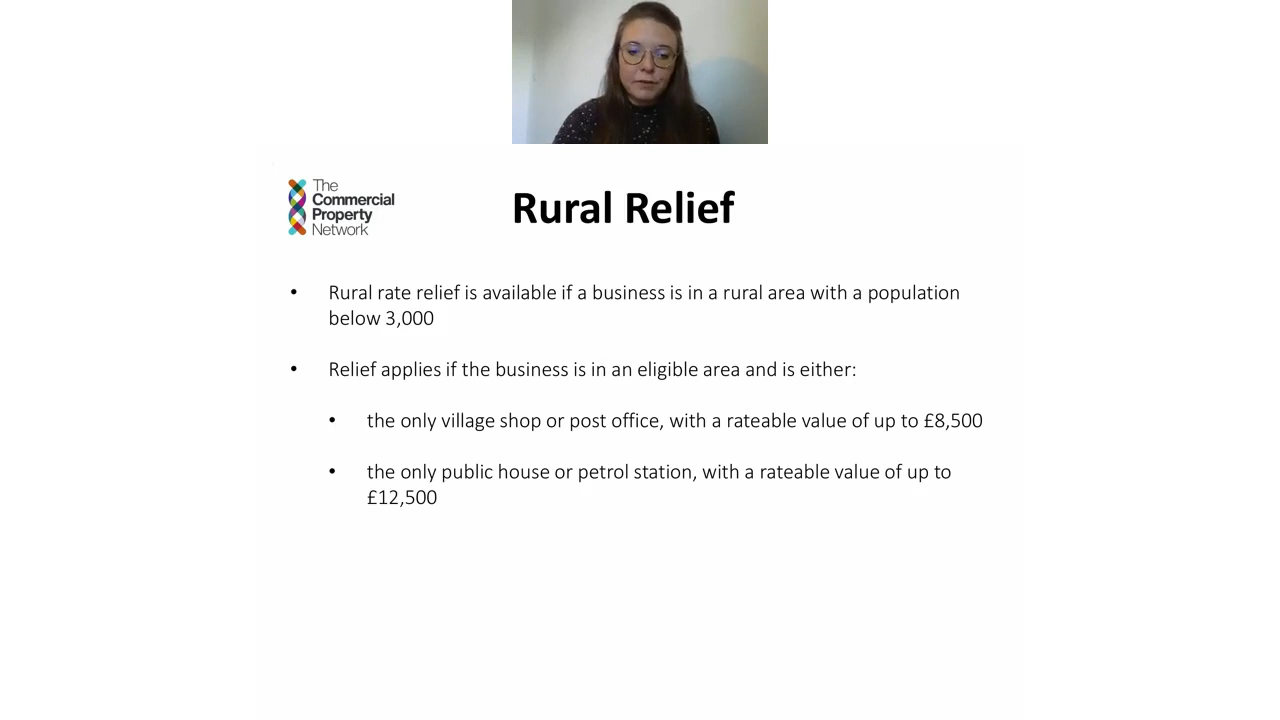 The
Commercial
Property
Network
Rural Relief
• Rural rate relief is available if a business is in a rural area with a population
below 3,000
• Relief applies if the business is in an eligible area and is either:
• the only village shop or post office, with a rateable value of up to £8,500
• the only public house or petrol station, with a rateable value of up to
£12,500